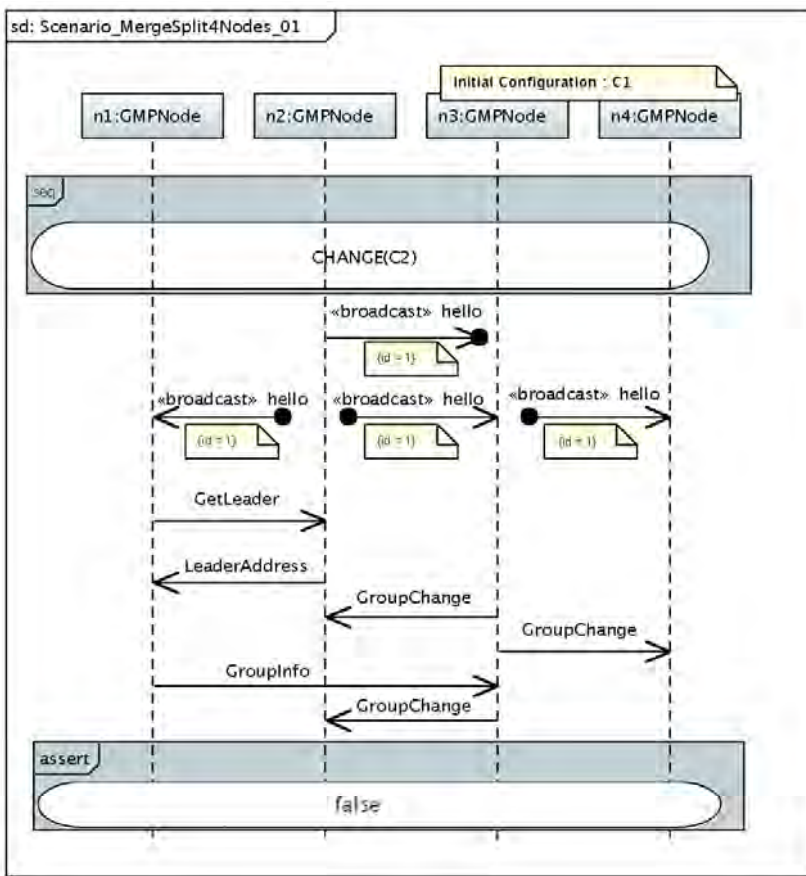 sd: Scenario_MergeSplit4Nodes_01
Initial Configuration : C1
n1:GMPNode n2:GMPNode n3:GMPNode n4:GMPNode
seq
CHANGE(C2)
«broadcast» hello
{id = 1}
«broadcast» hello «broadcast» hello «broadcast» hello
{id = 1} {id = 1} {id = 1}
GetLeader
LeaderAddress
GroupChange
GroupChange
GroupInfo
GroupChange
assert
false